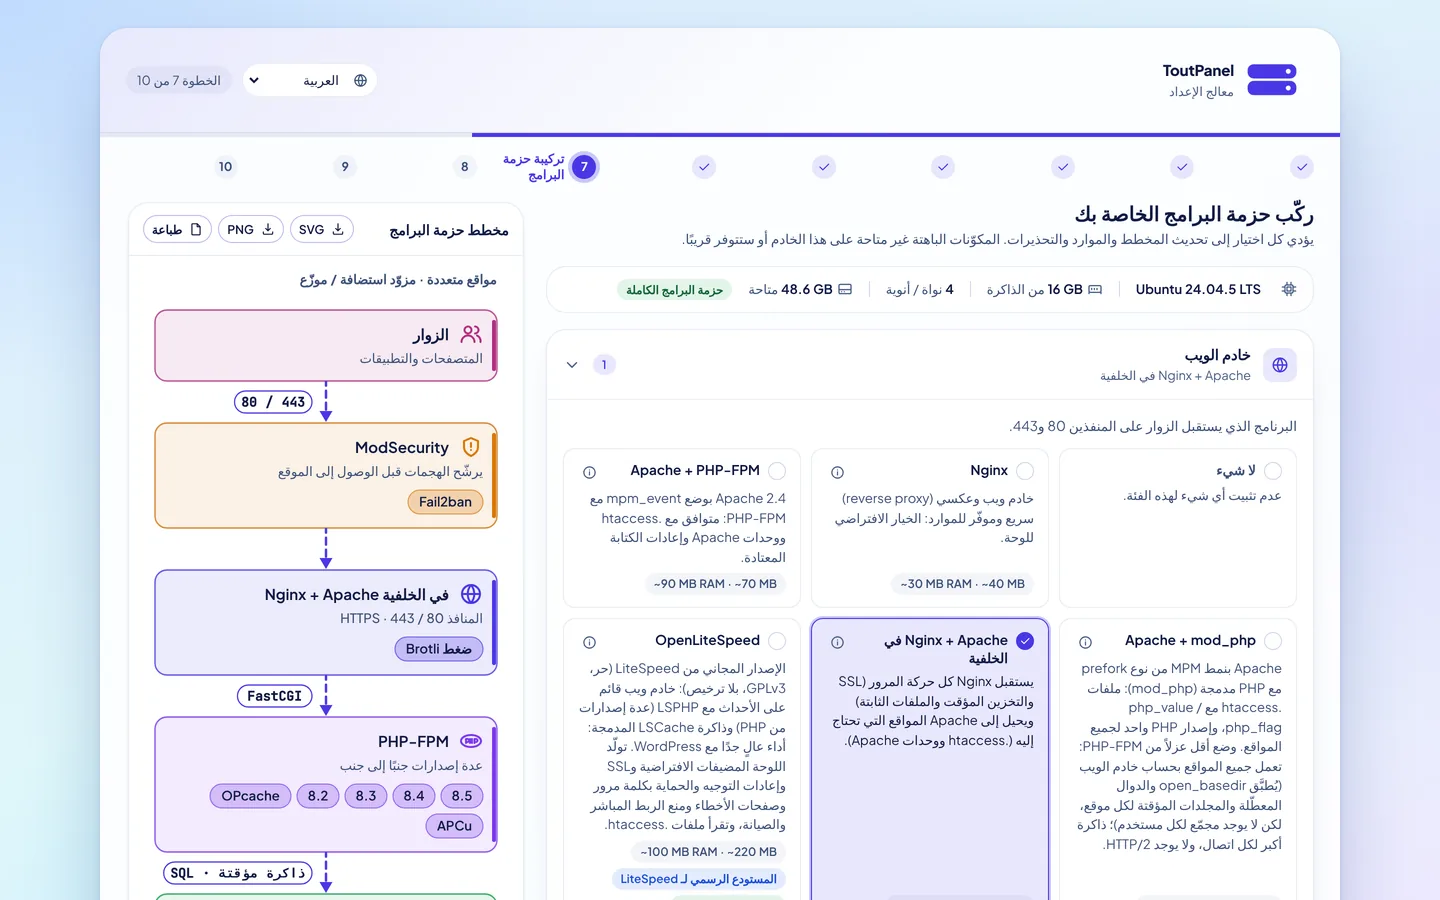 ToutPanel
معالج الإعداد
العربية
الخطوة 7 من 10
7
تركيبة حزمة
البرامج
8
9
10
ركّب حزمة البرامج الخاصة بك
يؤدي كل اختيار إلى تحديث المخطط والموارد والتحذيرات. المكوّنات الباهتة غير متاحة على هذا الخادم أو ستتوفر قريبًا.
Ubuntu 24.04.5 LTS
16 GB من الذاكرة
4 نواة / أنوية
48.6 GB متاحة
حزمة البرامج الكاملة
خادم الويب
Nginx + Apache في الخلفية
1
البرنامج الذي يستقبل الزوار على المنفذين 80 و443.
لا شيء
عدم تثبيت أي شيء لهذه الفئة.
Nginx
خادم ويب وعكسي (reverse proxy)
سريع وموفّر للموارد: الخيار الافتراضي
للوحة.
~30 MB RAM · ~40 MB
Apache + PHP-FPM
Apache 2.4 بوضع mpm_event مع
PHP-FPM: متوافق مع .htaccess
ووحدات Apache وإعادات الكتابة
المعتادة.
~90 MB RAM · ~70 MB
Apache + mod_php
Apache بنمط MPM من نوع prefork
مع PHP مدمجة (mod_php): ملفات
.htaccess مع php_value /
php_flag، وإصدار PHP واحد لجميع
المواقع. وضع أقل عزلاً من PHP-FPM:
تعمل جميع المواقع بحساب خادم الويب
(يُطبَّق open_basedir والدوال
المعطّلة والمجلدات المؤقتة لكل موقع،
لكن لا يوجد مجمّع لكل مستخدم)؛ ذاكرة
أكبر لكل اتصال، ولا يوجد HTTP/2.
Nginx + Apache في
الخلفية
يستقبل Nginx كل حركة المرور (SSL
والتخزين المؤقت والملفات الثابتة)
ويحيل إلى Apache المواقع التي تحتاج
إليه (.htaccess ووحدات Apache).
OpenLiteSpeed
الإصدار المجاني من LiteSpeed (حر،
GPLv3، بلا ترخيص): خادم ويب قائم
على الأحداث مع LSPHP (عدة إصدارات
من PHP) وذاكرة LSCache المدمجة:
أداء عالٍ جدًا مع WordPress. تولّد
اللوحة المضيفات الافتراضية وSSL
وإعادات التوجيه والحماية بكلمة مرور
وصفحات الأخطاء ومنع الربط المباشر
والصيانة، وتقرأ ملفات .htaccess.
~100 MB RAM · ~220 MB
المستودع الرسمي لـ LiteSpeed
مخطط حزمة البرامج
SVG
PNG
طباعة
مواقع متعددة · مزوّد استضافة / موزّع
الزوار
المتصفحات والتطبيقات
80 / 443
ModSecurity
يرشّح الهجمات قبل الوصول إلى الموقع
Fail2ban
Nginx + Apache في الخلفية
المنافذ 80 / 443 · HTTPS
ضغط Brotli
FastCGI
PHP-FPM
عدة إصدارات جنبًا إلى جنب
8.5
8.4
8.3
8.2
OPcache
APCu
SQL · ذاكرة مؤقتة